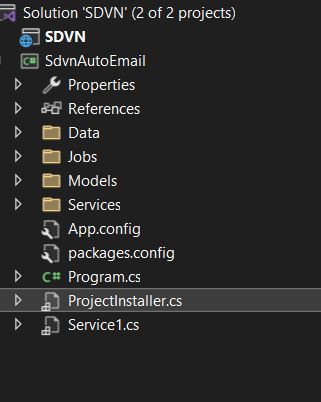 Solution 'SDVN' (2 of 2 projects)
SDVN
C# SdvnAutoEmail
Properties
References
Data
Jobs
Models
Services
App.config
packages.config
C# Program.cs
ProjectInstaller.cs
Service1.cs